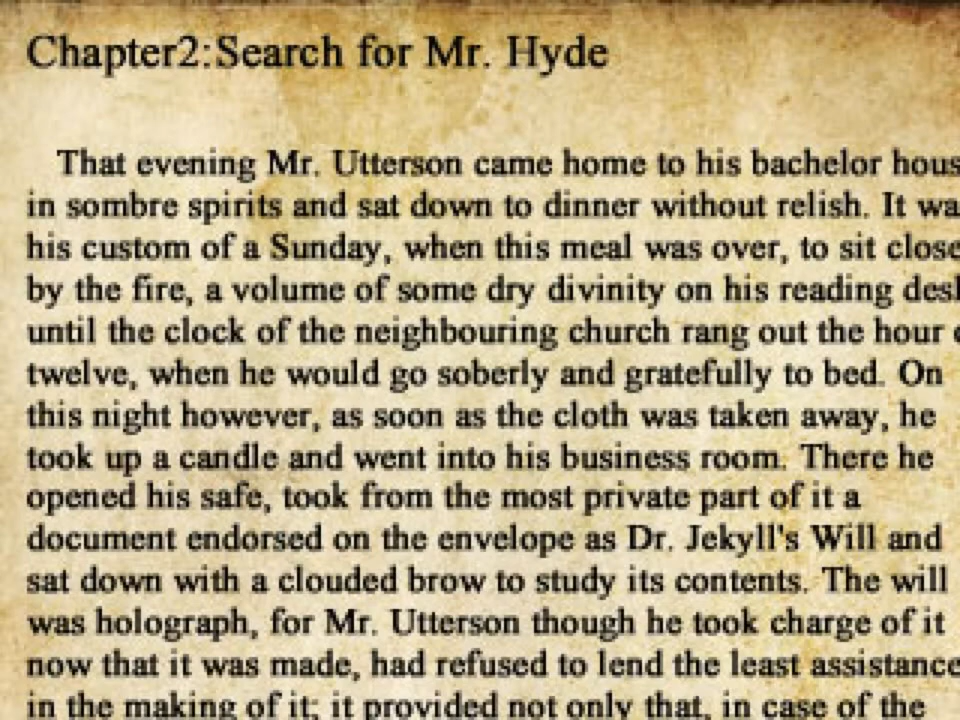 Chapter2:Search for Mr. Hyde
That evening Mr. Utterson came home to his bachelor hous
in sombre spirits and sat down to dinner without relish. It wa
his custom of a Sunday, when this meal was over, to sit close
by the fire, a volume of some dry divinity on his reading desk
until the clock of the neighbouring church rang out the hour o
twelve, when he would go soberly and gratefully to bed. On
this night however, as soon as the cloth was taken away, he
took up a candle and went into his business room. There he
opened his safe, took from the most private part of it a
document endorsed on the envelope as Dr. Jekyll's Will and
sat down with a clouded brow to study its contents. The will
was holograph, for Mr. Utterson though he took charge of it
now that it was made, had refused to lend the least assistance
in the making of it; it provided not only that, in case of the